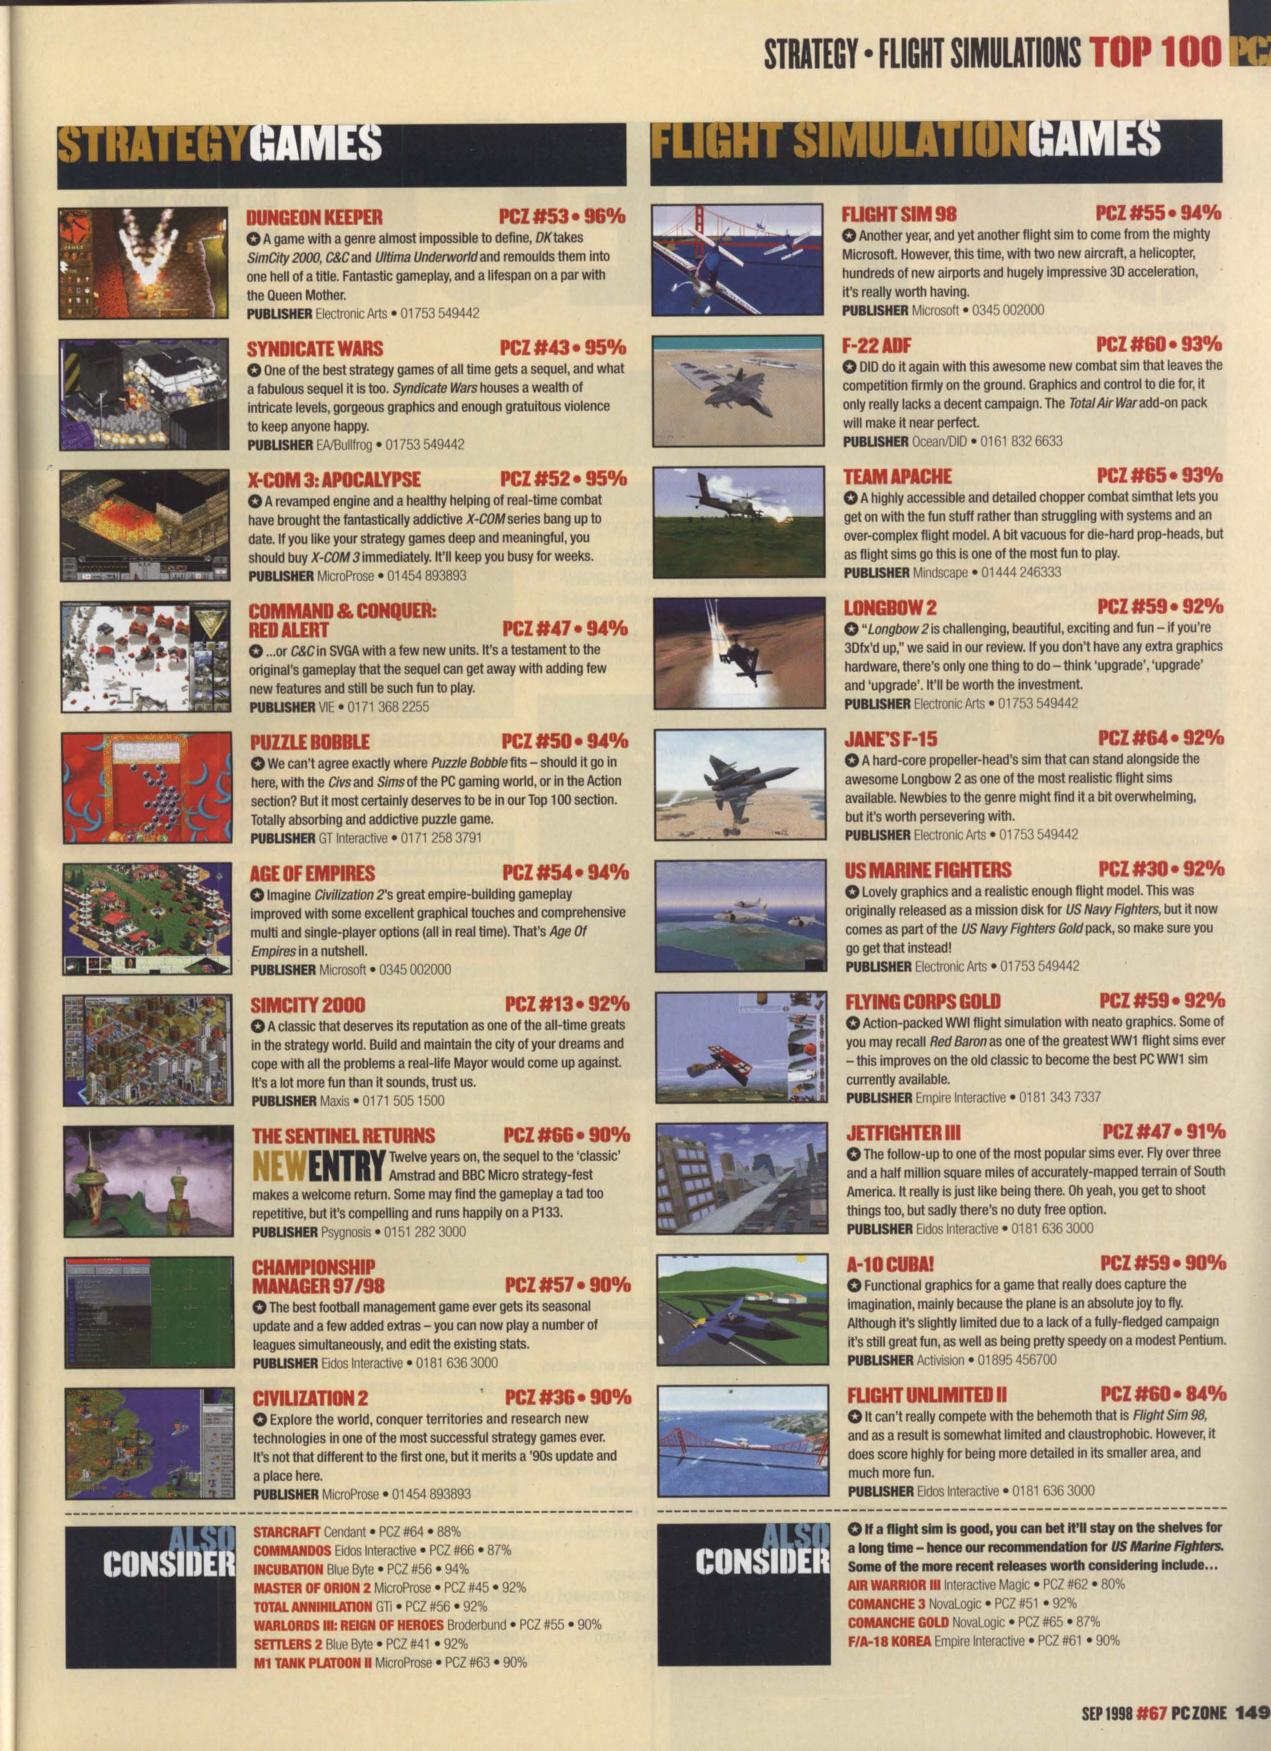 STRATEGY • FLIGHT SIMULATIONS TOP 100 PCZ
STRATEGYGAMES
DUNGEON KEEPER PCZ #53 • 96%
✪ A game with a genre almost impossible to define, DK takes
SimCity 2000, C&C and Ultima Underworld and remoulds them into
one hell of a title. Fantastic gameplay, and a lifespan on a par with
the Queen Mother.
PUBLISHER Electronic Arts • 01753 549442
SYNDICATE WARS PCZ #43 • 95%
✪ One of the best strategy games of all time gets a sequel, and what
a fabulous sequel it is too. Syndicate Wars houses a wealth of
intricate levels, gorgeous graphics and enough gratuitous violence
to keep anyone happy.
PUBLISHER EA/Bullfrog • 01753 549442
X-COM 3: APOCALYPSE PCZ #52 • 95%
✪ A revamped engine and a healthy helping of real-time combat
have brought the fantastically addictive X-COM series bang up to
date. If you like your strategy games deep and meaningful, you
should buy X-COM 3 immediately. It'll keep you busy for weeks.
PUBLISHER MicroProse • 01454 893893
COMMAND & CONQUER:
RED ALERT PCZ #47 • 94%
✪ ...or C&C in SVGA with a few new units. It's a testament to the
original's gameplay that the sequel can get away with adding few
new features and still be such fun to play.
PUBLISHER VIE • 0171 368 2255
PUZZLE BOBBLE PCZ #50 • 94%
✪ We can't agree exactly where Puzzle Bobble fits – should it go in
here, with the Civs and Sims of the PC gaming world, or in the Action
section? But it most certainly deserves to be in our Top 100 section.
Totally absorbing and addictive puzzle game.
PUBLISHER GT Interactive • 0171 258 3791
AGE OF EMPIRES PCZ #54 • 94%
✪ Imagine Civilization 2's great empire-building gameplay
improved with some excellent graphical touches and comprehensive
multi and single-player options (all in real time). That's Age Of
Empires in a nutshell.
PUBLISHER Microsoft • 0345 002000
SIMCITY 2000 PCZ #13 • 92%
✪ A classic that deserves its reputation as one of the all-time greats
in the strategy world. Build and maintain the city of your dreams and
cope with all the problems a real-life Mayor would come up against.
It's a lot more fun than it sounds, trust us.
PUBLISHER Maxis • 0171 505 1500
THE SENTINEL RETURNS PCZ #66 • 90%
NEWENTRY Twelve years on, the sequel to the 'classic'
Amstrad and BBC Micro strategy-fest
makes a welcome return. Some may find the gameplay a tad too
repetitive, but it's compelling and runs happily on a P133.
PUBLISHER Psygnosis • 0151 282 3000
CHAMPIONSHIP
MANAGER 97/98 PCZ #57 • 90%
✪ The best football management game ever gets its seasonal
update and a few added extras – you can now play a number of
leagues simultaneously, and edit the existing stats.
PUBLISHER Eidos Interactive • 0181 636 3000
CIVILIZATION 2 PCZ #36 • 90%
✪ Explore the world, conquer territories and research new
technologies in one of the most successful strategy games ever.
It's not that different to the first one, but it merits a '90s update and
a place here.
PUBLISHER MicroProse • 01454 893893
ALSO
CONSIDER
STARCRAFT Cendant • PCZ #64 • 88%
COMMANDOS Eidos Interactive • PCZ #66 • 87%
INCUBATION Blue Byte • PCZ #56 • 94%
MASTER OF ORION 2 MicroProse • PCZ #45 • 92%
TOTAL ANNIHILATION GTi • PCZ #56 • 92%
WARLORDS III: REIGN OF HEROES Broderbund • PCZ #55 • 90%
SETTLERS 2 Blue Byte • PCZ #41 • 92%
M1 TANK PLATOON II MicroProse • PCZ #63 • 90%
FLIGHT SIMULATIONGAMES
FLIGHT SIM 98 PCZ #55 • 94%
✪ Another year, and yet another flight sim to come from the mighty
Microsoft. However, this time, with two new aircraft, a helicopter,
hundreds of new airports and hugely impressive 3D acceleration,
it's really worth having.
PUBLISHER Microsoft • 0345 002000
F-22 ADF PCZ #60 • 93%
✪ DID do it again with this awesome new combat sim that leaves the
competition firmly on the ground. Graphics and control to die for, it
only really lacks a decent campaign. The Total Air War add-on pack
will make it near perfect.
PUBLISHER Ocean/DID • 0161 832 6633
TEAM APACHE PCZ #65 • 93%
✪ A highly accessible and detailed chopper combat simthat lets you
get on with the fun stuff rather than struggling with systems and an
over-complex flight model. A bit vacuous for die-hard prop-heads, but
as flight sims go this is one of the most fun to play.
PUBLISHER Mindscape • 01444 246333
LONGBOW 2 PCZ #59 • 92%
✪ "Longbow 2 is challenging, beautiful, exciting and fun – if you're
3Dfx'd up," we said in our review. If you don't have any extra graphics
hardware, there's only one thing to do – think 'upgrade', 'upgrade'
and 'upgrade'. It'll be worth the investment.
PUBLISHER Electronic Arts • 01753 549442
JANE'S F-15 PCZ #64 • 92%
✪ A hard-core propeller-head's sim that can stand alongside the
awesome Longbow 2 as one of the most realistic flight sims
available. Newbies to the genre might find it a bit overwhelming,
but it's worth persevering with.
PUBLISHER Electronic Arts • 01753 549442
US MARINE FIGHTERS PCZ #30 • 92%
✪ Lovely graphics and a realistic enough flight model. This was
originally released as a mission disk for US Navy Fighters, but it now
comes as part of the US Navy Fighters Gold pack, so make sure you
go get that instead!
PUBLISHER Electronic Arts • 01753 549442
FLYING CORPS GOLD PCZ #59 • 92%
✪ Action-packed WWI flight simulation with neato graphics. Some of
you may recall Red Baron as one of the greatest WW1 flight sims ever
– this improves on the old classic to become the best PC WW1 sim
currently available.
PUBLISHER Empire Interactive • 0181 343 7337
JETFIGHTER III PCZ #47 • 91%
✪ The follow-up to one of the most popular sims ever. Fly over three
and a half million square miles of accurately-mapped terrain of South
America. It really is just like being there. Oh yeah, you get to shoot
things too, but sadly there's no duty free option.
PUBLISHER Eidos Interactive • 0181 636 3000
A-10 CUBA! PCZ #59 • 90%
✪ Functional graphics for a game that really does capture the
imagination, mainly because the plane is an absolute joy to fly.
Although it's slightly limited due to a lack of a fully-fledged campaign
it's still great fun, as well as being pretty speedy on a modest Pentium.
PUBLISHER Activision • 01895 456700
FLIGHT UNLIMITED II PCZ #60 • 84%
✪ It can't really compete with the behemoth that is Flight Sim 98,
and as a result is somewhat limited and claustrophobic. However, it
does score highly for being more detailed in its smaller area, and
much more fun.
PUBLISHER Eidos Interactive • 0181 636 3000
ALSO
CONSIDER
✪ If a flight sim is good, you can bet it'll stay on the shelves for
a long time – hence our recommendation for US Marine Fighters.
Some of the more recent releases worth considering include...
AIR WARRIOR III Interactive Magic • PCZ #62 • 80%
COMANCHE 3 NovaLogic • PCZ #51 • 92%
COMANCHE GOLD NovaLogic • PCZ #65 • 87%
F/A-18 KOREA Empire Interactive • PCZ #61 • 90%
SEP 1998 #67 PC ZONE 149